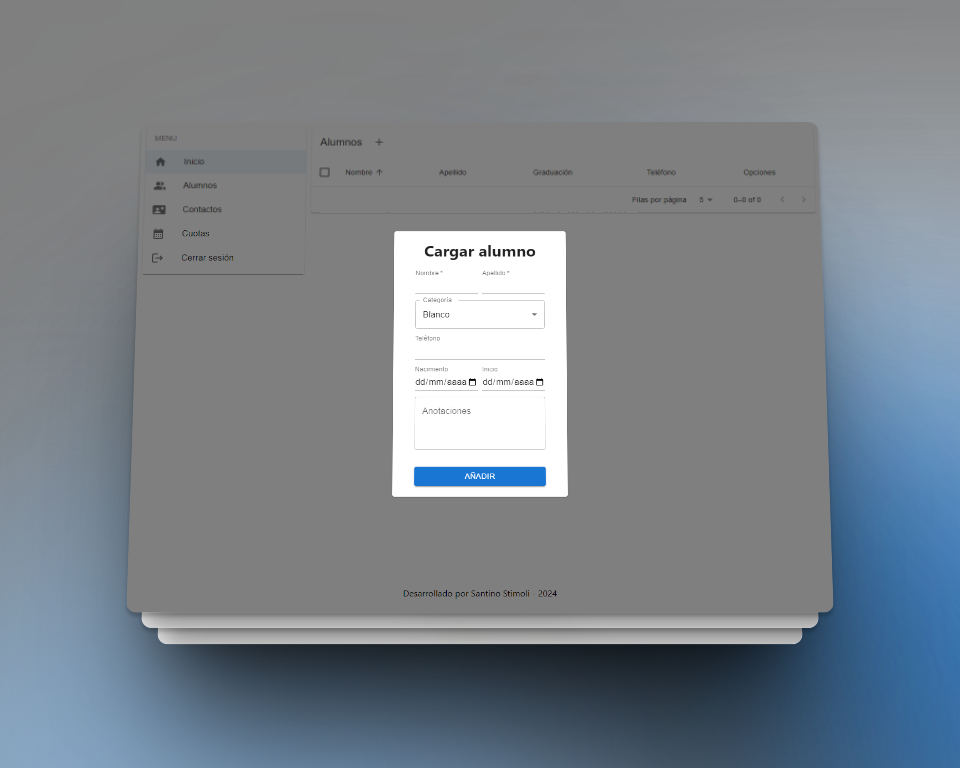 MENU
Inicio
Alumnos
Contactos
Cuotas
Cerrar sesión
Alumnos +
Nombre Apellido Graduación Teléfono Opciones
Filas por página 5 0–0 of 0
Cargar alumno
Nombre * Apellido *
Categoría
Blanco
Teléfono
Nacimiento Inicio
dd/mm/aaaa dd/mm/aaaa
Anotaciones
AÑADIR
Desarrollado por Santino Stimoli - 2024